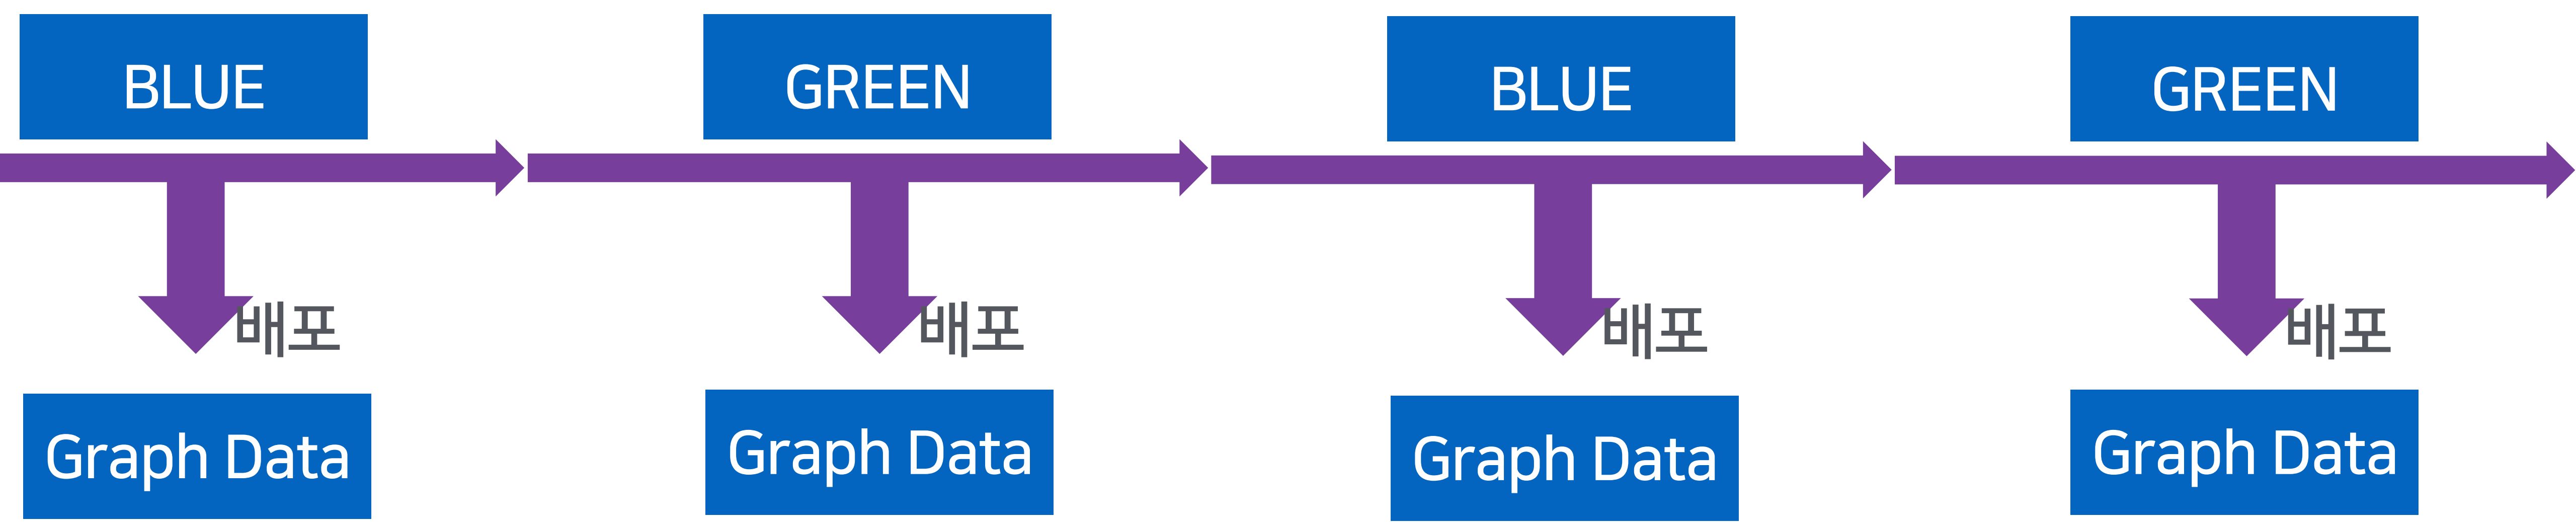 BLUE
GREEN
BLUE
GREEN
배포
배포
배포
배포
Graph Data
Graph Data
Graph Data
Graph Data